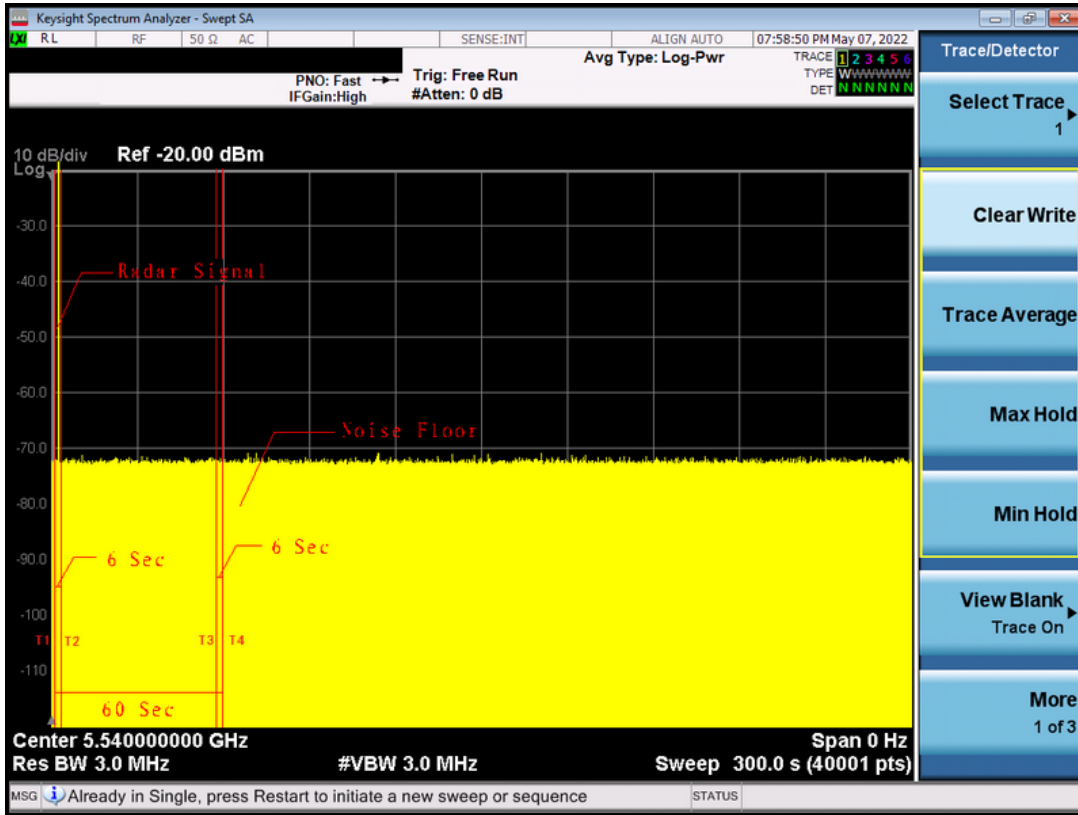 Keysight Spectrum Analyzer - Swept SA
LXI RL RF 50 Ω AC SENSE:INT ALIGN AUTO 07:58:50 PM May 07, 2022
Avg Type: Log-Pwr TRACE 1 2 3 4 5 6
PNO: Fast Trig: Free Run TYPE WWWWWW
IFGain:High #Atten: 0 dB DET N N N N N N
10 dB/div Ref -20.00 dBm
Log
-30.0
Radar Signal
-40.0
-50.0
-60.0
Noise Floor
-70.0
-80.0
6 Sec
-90.0 6 Sec
-100
T1 T2 T3 T4
-110
60 Sec
Center 5.540000000 GHz Span 0 Hz
Res BW 3.0 MHz #VBW 3.0 MHz Sweep 300.0 s (40001 pts)
MSG Already in Single, press Restart to initiate a new sweep or sequence STATUS
Trace/Detector
Select Trace
1
Clear Write
Trace Average
Max Hold
Min Hold
View Blank
Trace On
More
1 of 3